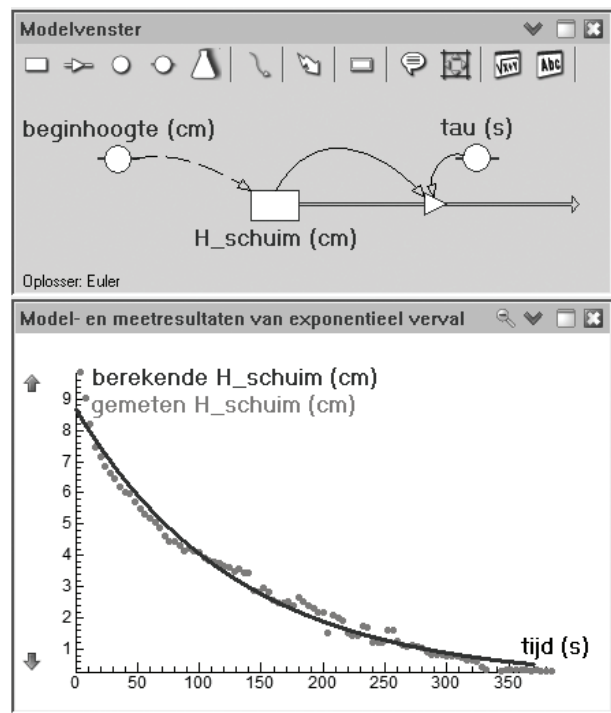 Modelvenster
√x+y Abc
beginhoogte (cm)
tau (s)
H_schuim (cm)
Oplosser: Euler
Model- en meetresultaten van exponentieel verval
berekende H_schuim (cm)
gemeten H_schuim (cm)
9
8
7
6
5
4
3
2
1
tijd (s)
0 50 100 150 200 250 300 350